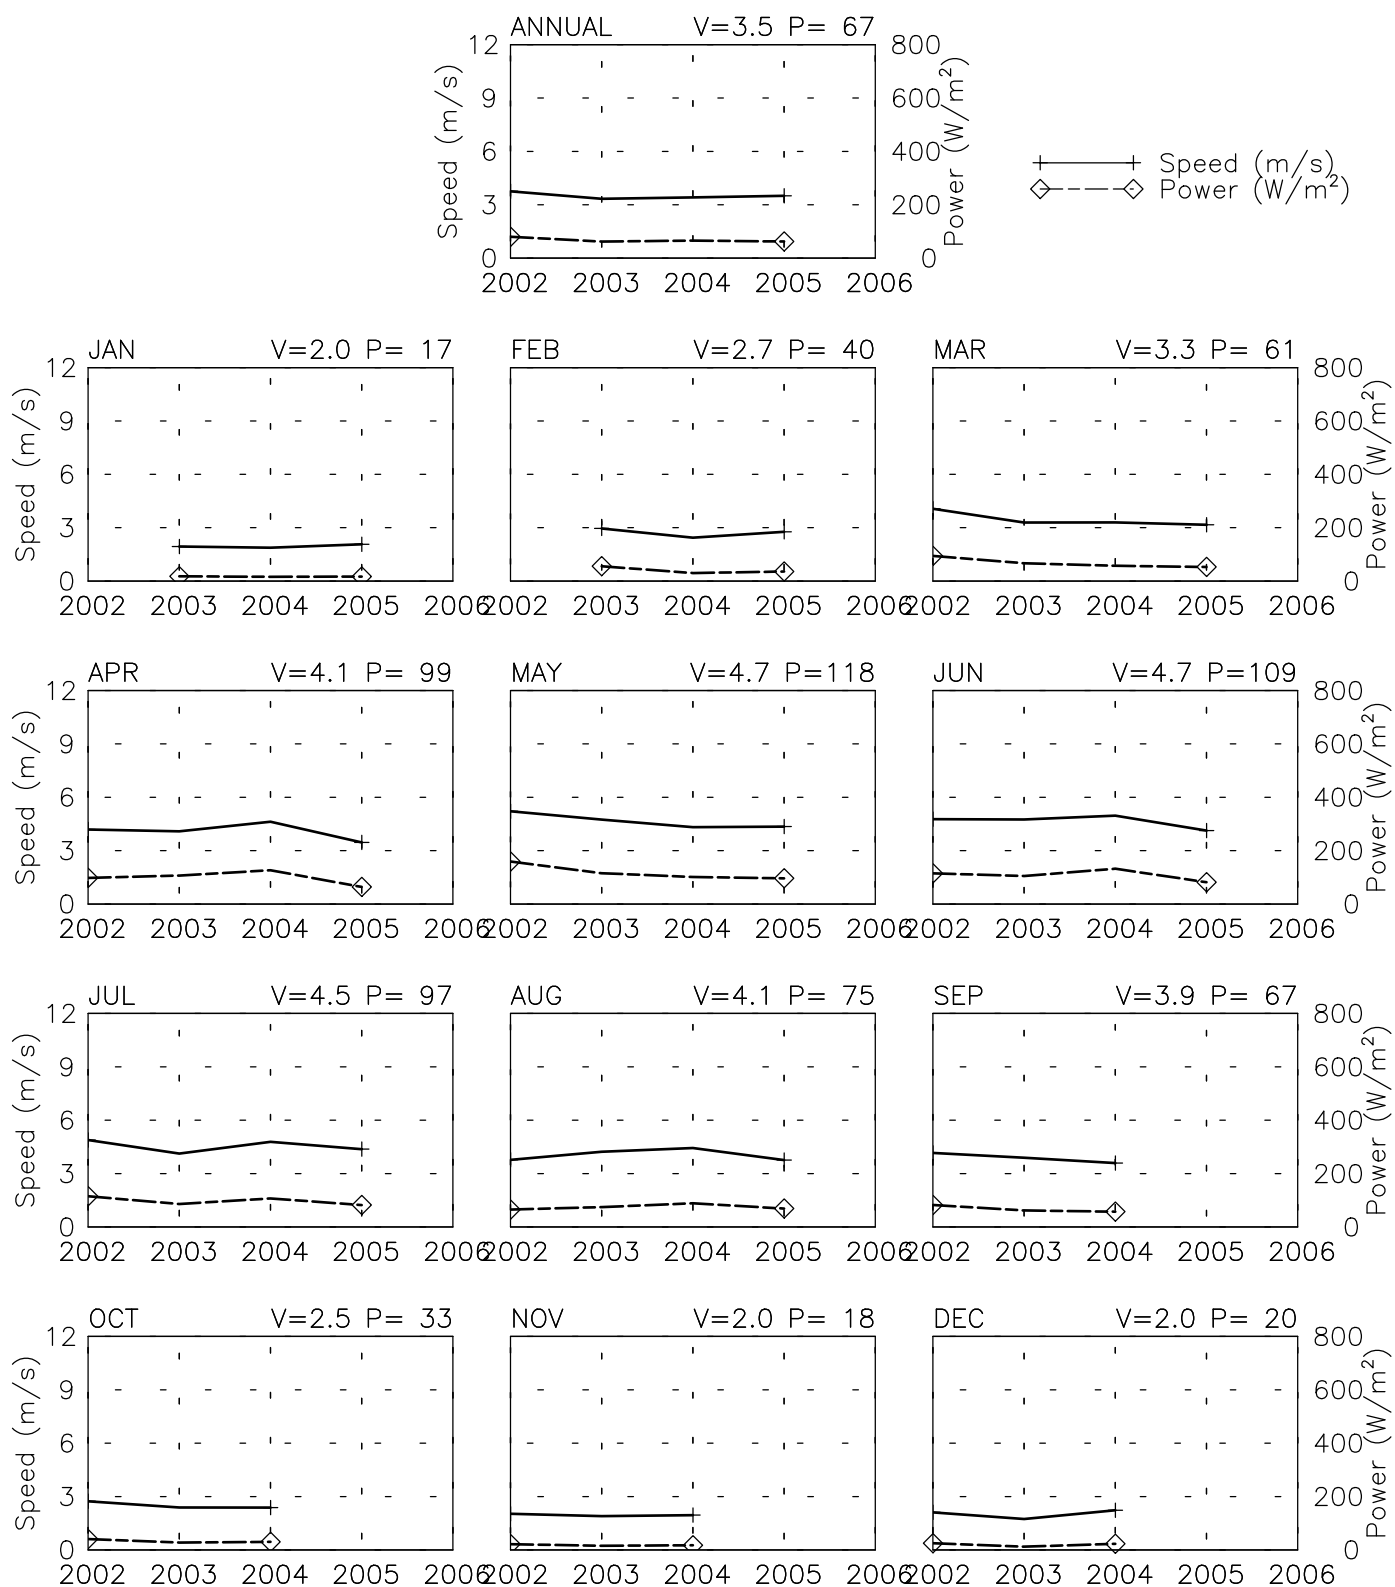 ANNUAL V=3.5 P= 67
12 800
9 600
6 400
3 200
0 0
Speed (m/s)
Power (W/m²)
2002 2003 2004 2005 2006
Speed (m/s)
Power (W/m²)
JAN V=2.0 P= 17 FEB V=2.7 P= 40 MAR V=3.3 P= 61
12 800
9 600
6 400
3 200
0 0
Speed (m/s)
Power (W/m²)
2002 2003 2004 2005 2006 2002 2003 2004 2005 2006 2002 2003 2004 2005 2006
APR V=4.1 P= 99 MAY V=4.7 P=118 JUN V=4.7 P=109
12 800
9 600
6 400
3 200
0 0
Speed (m/s)
Power (W/m²)
2002 2003 2004 2005 2006 2002 2003 2004 2005 2006 2002 2003 2004 2005 2006
JUL V=4.5 P= 97 AUG V=4.1 P= 75 SEP V=3.9 P= 67
12 800
9 600
6 400
3 200
0 0
Speed (m/s)
Power (W/m²)
2002 2003 2004 2005 2006 2002 2003 2004 2005 2006 2002 2003 2004 2005 2006
OCT V=2.5 P= 33 NOV V=2.0 P= 18 DEC V=2.0 P= 20
12 800
9 600
6 400
3 200
0 0
Speed (m/s)
Power (W/m²)
2002 2003 2004 2005 2006 2002 2003 2004 2005 2006 2002 2003 2004 2005 2006